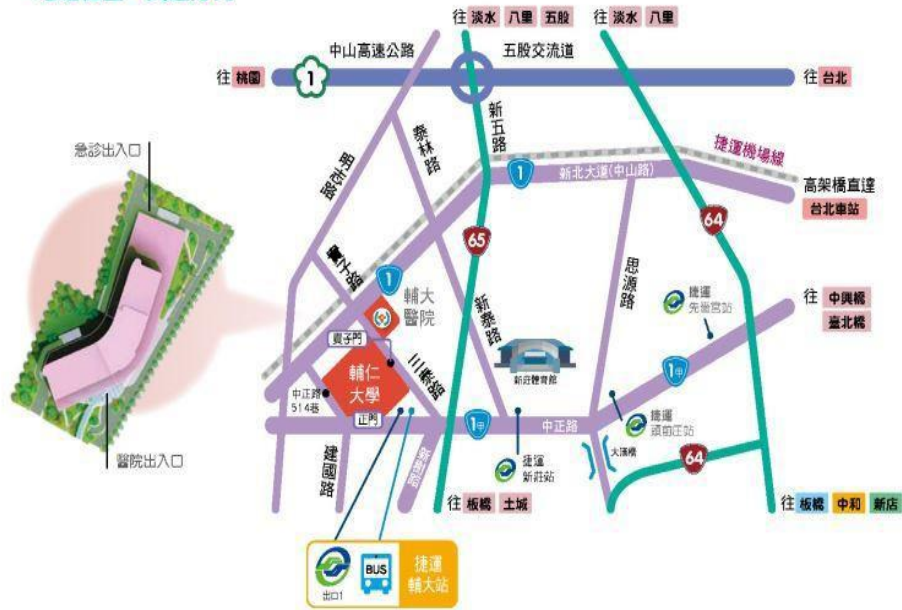 往 淡水 八里 五股
往 淡水 八里
中山高速公路
五股交流道
往 桃園
1
往 台北
急診出入口
新五路
泰林路
捷運機場線
1
新北大道(中山路)
高架橋直達
台北車站
64
65
貴子路
思源路
1
輔大
醫院
新泰路
捷運
先嗇宮站
往 中興橋
臺北橋
貴子門
輔仁
大學
三泰路
新莊體育館
1甲
中正路
514巷
正門
1甲
中正路
捷運
頭前庄站
大漢橋
捷運
新莊站
64
醫院出入口
建國路
往 板橋 土城
往 板橋 中和 新店
BUS
捷運
輔大站
出口1